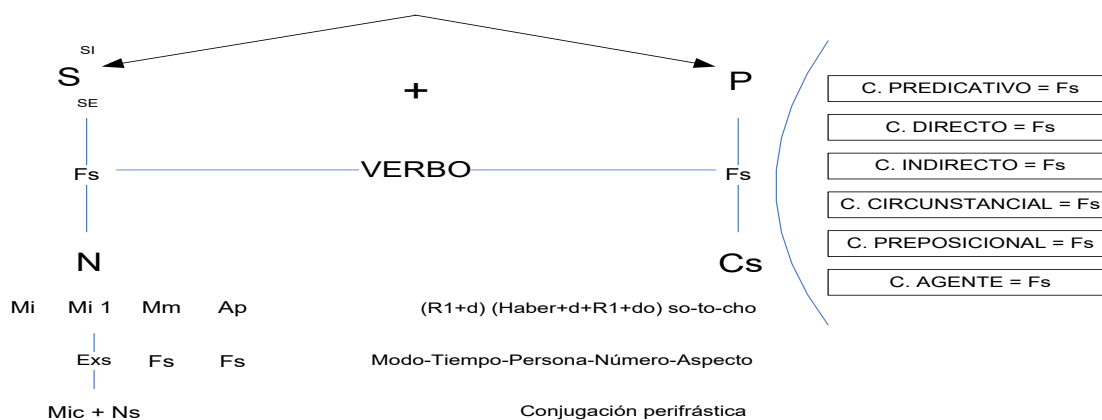 SI
S
SE
+
P
Fs
VERBO
Fs
N
Cs
Mi Mi 1 Mm Ap
(R1+d) (Haber+d+R1+do) so-to-cho
Exs Fs Fs
Modo-Tiempo-Persona-Número-Aspecto
Mic + Ns
Conjugación perifrástica
C. PREDICATIVO = Fs
C. DIRECTO = Fs
C. INDIRECTO = Fs
C. CIRCUNSTANCIAL = Fs
C. PREPOSICIONAL = Fs
C. AGENTE = Fs